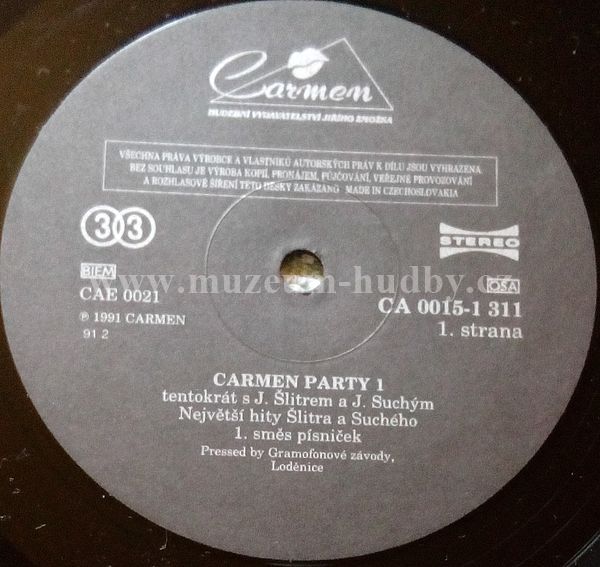 Carmen
HUDEBNÍ VYDAVATELSTVÍ JIŘÍHO ZMOŽKA
VŠECHNA PRÁVA VÝROBCE A VLASTNÍKŮ AUTORSKÝCH PRÁV K DÍLU JSOU VYHRAZENA.
BEZ SOUHLASU JE VÝROBA KOPIÍ, PRONÁJEM, PŮJČOVÁNÍ, VEŘEJNÉ PROVOZOVÁNÍ
A ROZHLASOVÉ ŠÍŘENÍ TÉTO DESKY ZAKÁZÁNO. MADE IN CZECHOSLOVAKIA
33
STEREO
BIEM
OSA
www.muzeum-hudby.cz
CAE 0021
CA 0015-1 311
℗ 1991 CARMEN
1. strana
91 2
CARMEN PARTY 1
tentokrát s J. Šlitrem a J. Suchým
Největší hity Šlitra a Suchého
1. směs písniček
Pressed by Gramofonové závody,
Loděnice